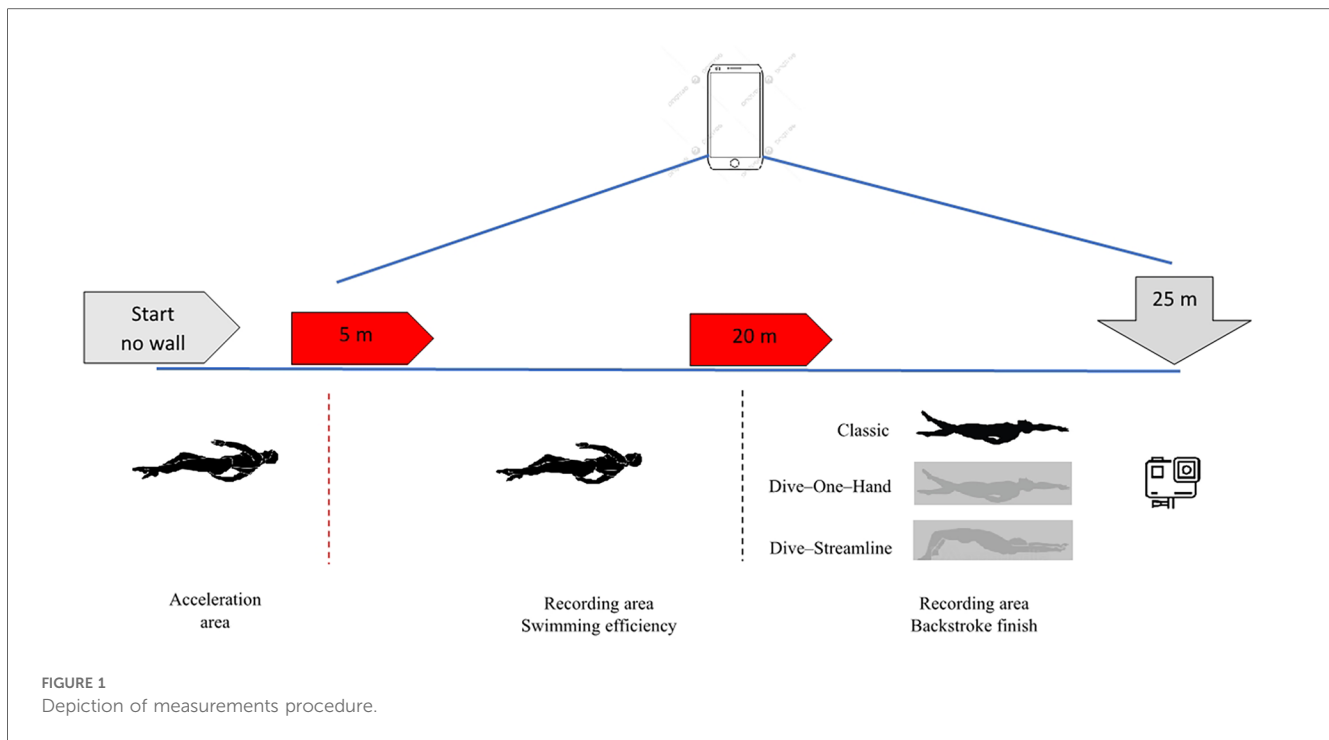 Start
no wall
5 m
20 m
25 m
Classic
Dive–One–Hand
Dive–Streamline
Acceleration
area
Recording area
Swimming efficiency
Recording area
Backstroke finish
FIGURE 1
Depiction of measurements procedure.